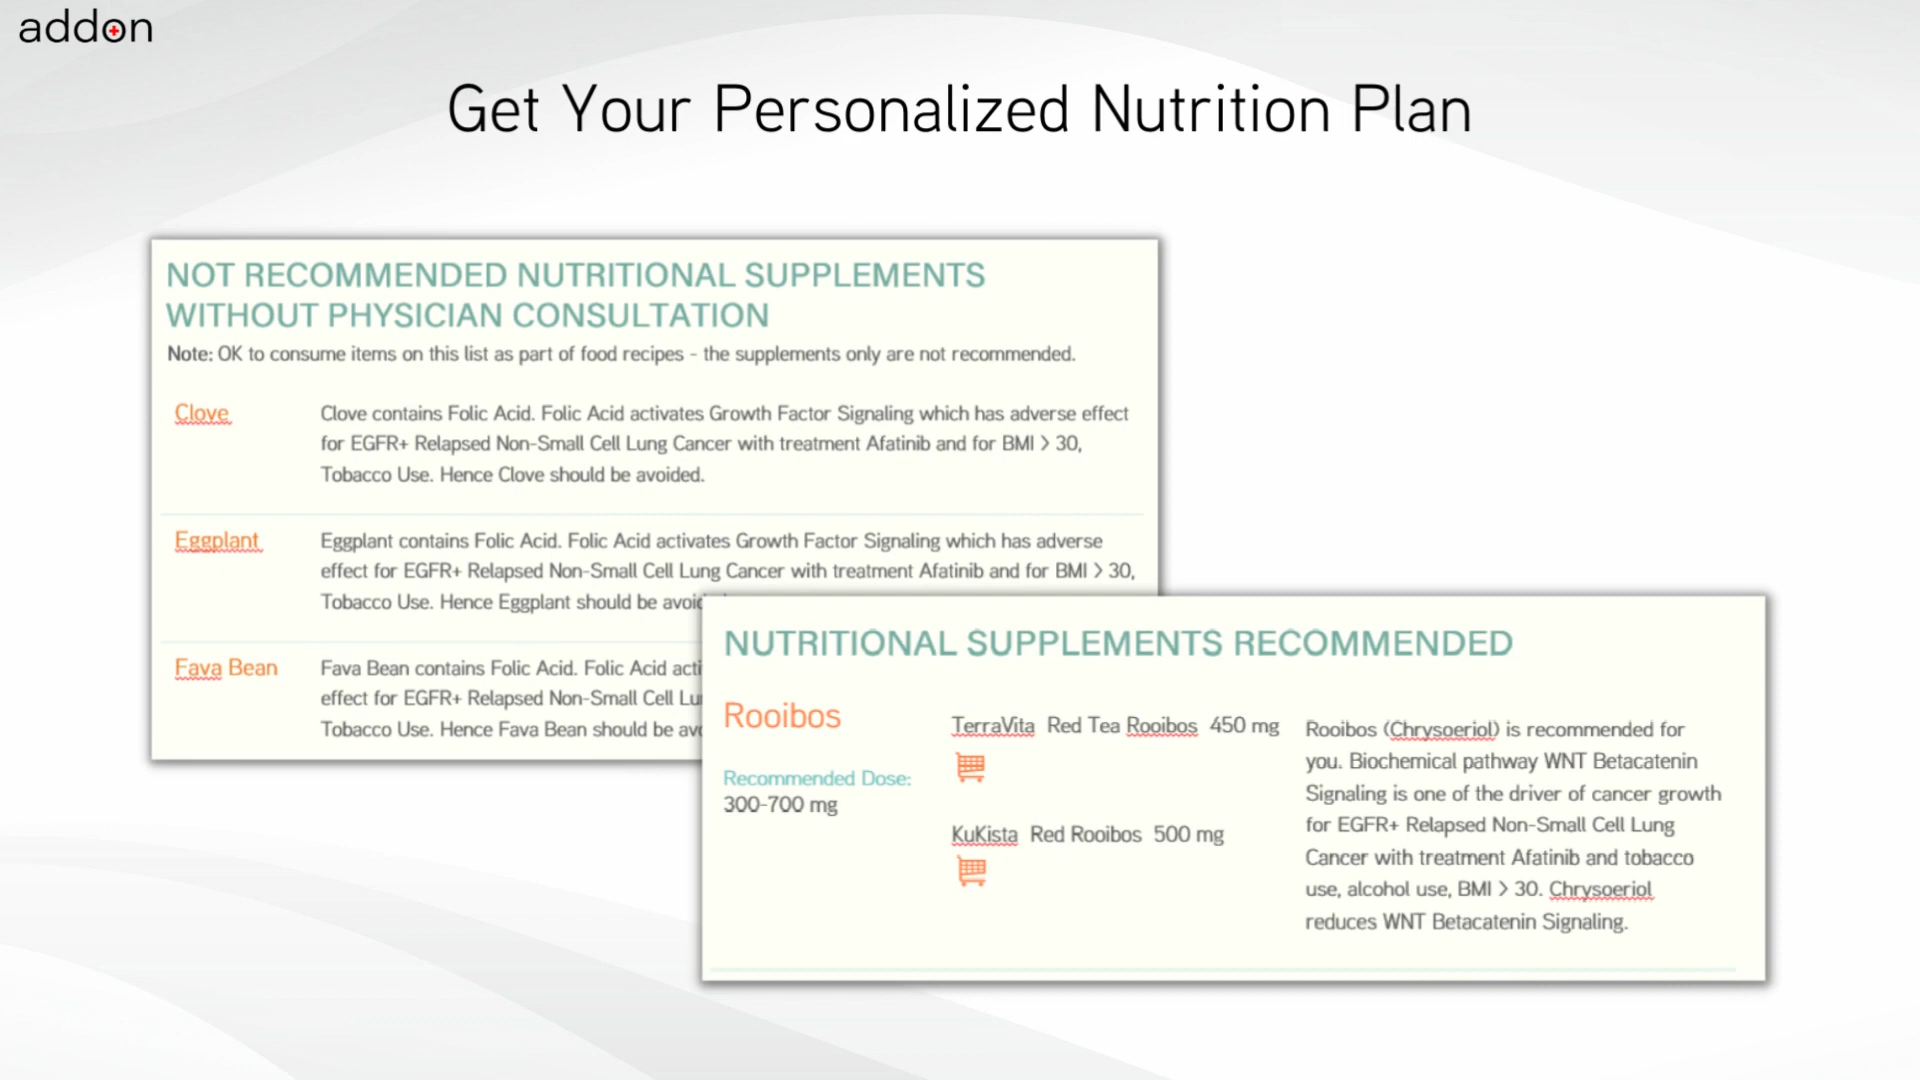 addon
Get Your Personalized Nutrition Plan
NOT RECOMMENDED NUTRITIONAL SUPPLEMENTS
WITHOUT PHYSICIAN CONSULTATION
Note: OK to consume items on this list as part of food recipes - the supplements only are not recommended.
Clove
Clove contains Folic Acid. Folic Acid activates Growth Factor Signaling which has adverse effect
for EGFR+ Relapsed Non-Small Cell Lung Cancer with treatment Afatinib and for BMI > 30,
Tobacco Use. Hence Clove should be avoided.
Eggplant
Eggplant contains Folic Acid. Folic Acid activates Growth Factor Signaling which has adverse
effect for EGFR+ Relapsed Non-Small Cell Lung Cancer with treatment Afatinib and for BMI > 30,
Tobacco Use. Hence Eggplant should be
Fava Bean
Fava Bean contains Folic Acid. Folic Acid
effect for EGFR+ Relapsed Non-Small Cell
Tobacco Use. Hence Fava Bean should be
NUTRITIONAL SUPPLEMENTS RECOMMENDED
Rooibos
Recommended Dose:
300-700 mg
TerraVita Red Tea Rooibos 450 mg
KuKista Red Rooibos 500 mg
Rooibos (Chrysoeriol) is recommended for
you. Biochemical pathway WNT Betacatenin
Signaling is one of the driver of cancer growth
for EGFR+ Relapsed Non-Small Cell Lung
Cancer with treatment Afatinib and tobacco
use, alcohol use, BMI > 30. Chrysoeriol
reduces WNT Betacatenin Signaling.